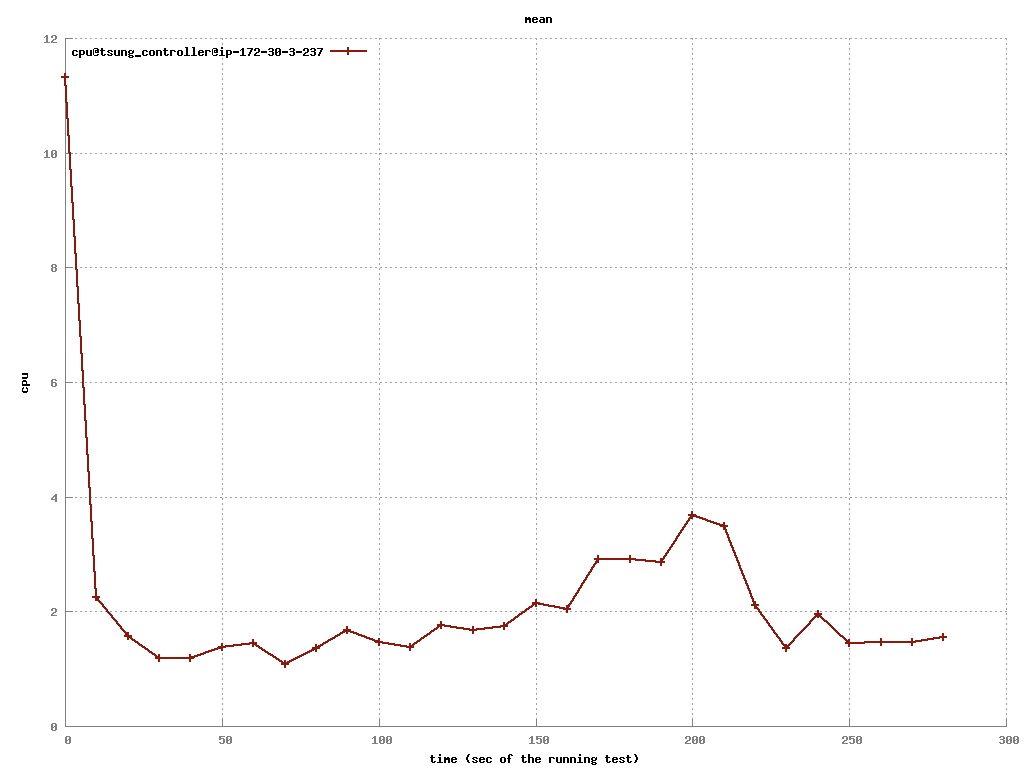 mean
cpu@tsung_controller@ip-172-30-3-237
12
10
8
6
4
2
0
cpu
0 50 100 150 200 250 300
time (sec of the running test)